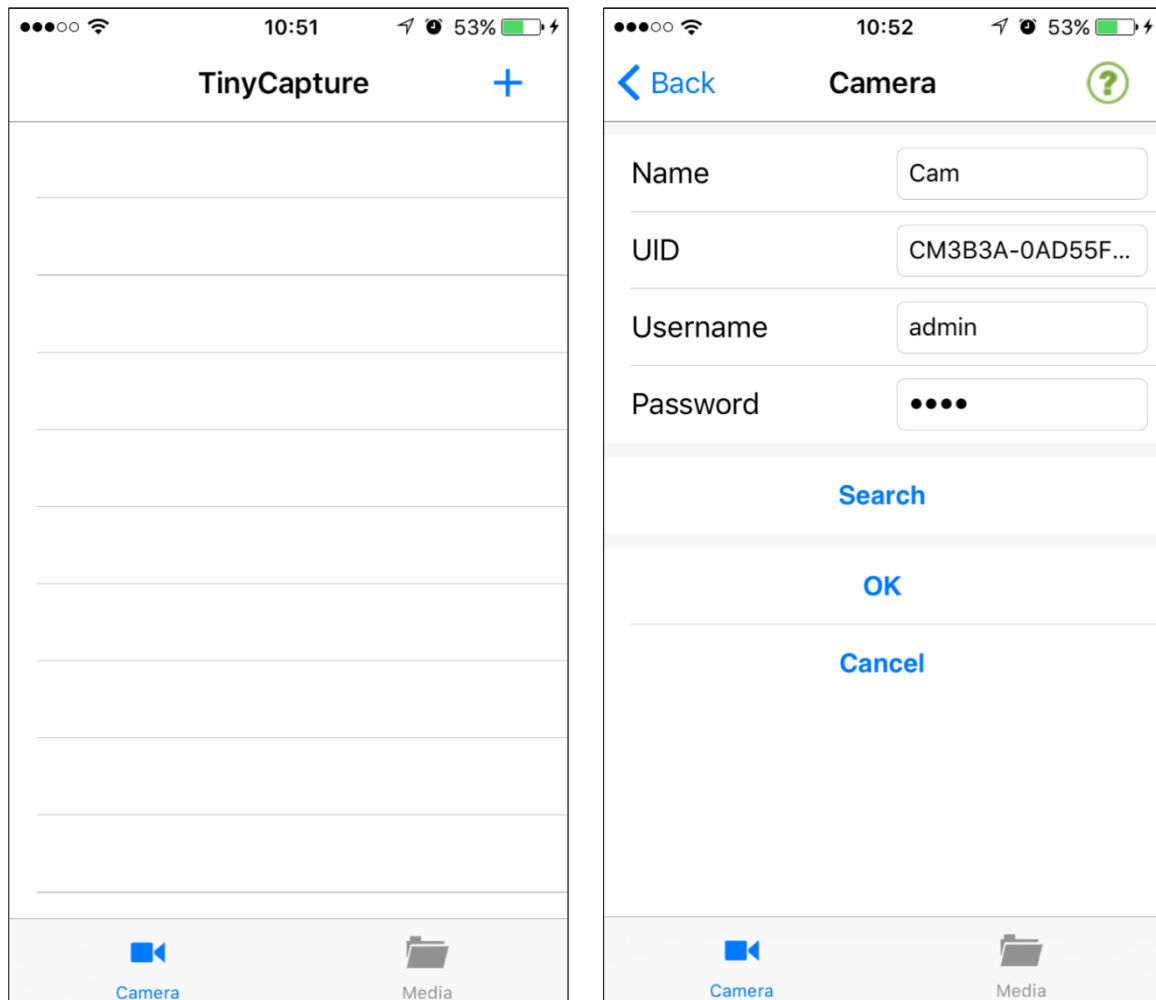 10:51
53%
TinyCapture
Camera
Media
10:52
53%
Back
Camera
?
Name
Cam
UID
CM3B3A-0AD55F...
Username
admin
Password
••••
Search
OK
Cancel
Camera
Media